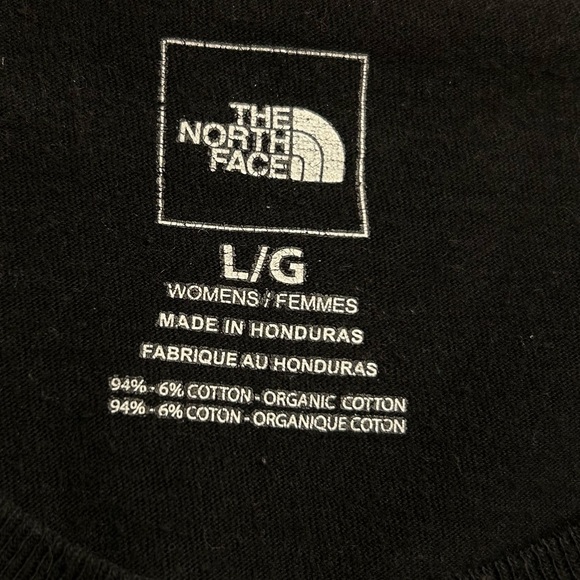 THE
NORTH
FACE
L/G
WOMENS / FEMMES
MADE IN HONDURAS
FABRIQUE AU HONDURAS
94% - 6% COTTON - ORGANIC COTTON
94% - 6% COTON - ORGANIQUE COTON